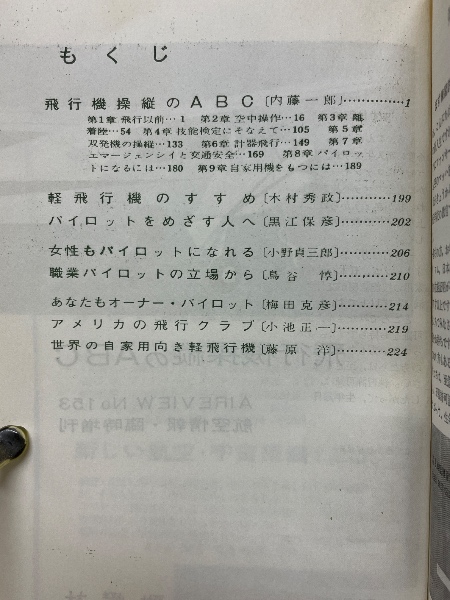 もくじ
飛行機操縦のABC〔内藤一郎〕…………1
第1章 飛行以前…1 第2章 空中操作…16 第3章 離
着陸…54 第4章 技能検定にそなえて…105 第5章
双発機の操縦…133 第6章 計器飛行…149 第7章
エマージェンシイと交通安全…169 第8章 パイロッ
トになるには…180 第9章 自家用機をもつには…189
軽飛行機のすすめ〔木村秀政〕…………199
パイロットをめざす人へ〔黒江保彦〕…………202
女性もパイロットになれる〔小野貞三郎〕…………206
職業パイロットの立場から〔鳥谷 惇〕…………210
あなたもオーナー・パイロット〔梅田克彦〕…………214
アメリカの飛行クラブ〔小池正一〕…………219
世界の自家用向き軽飛行機〔藤原 洋〕…………224
飛行機操縦のABC
AIREVIEW No 153
航空情報・臨時増刊